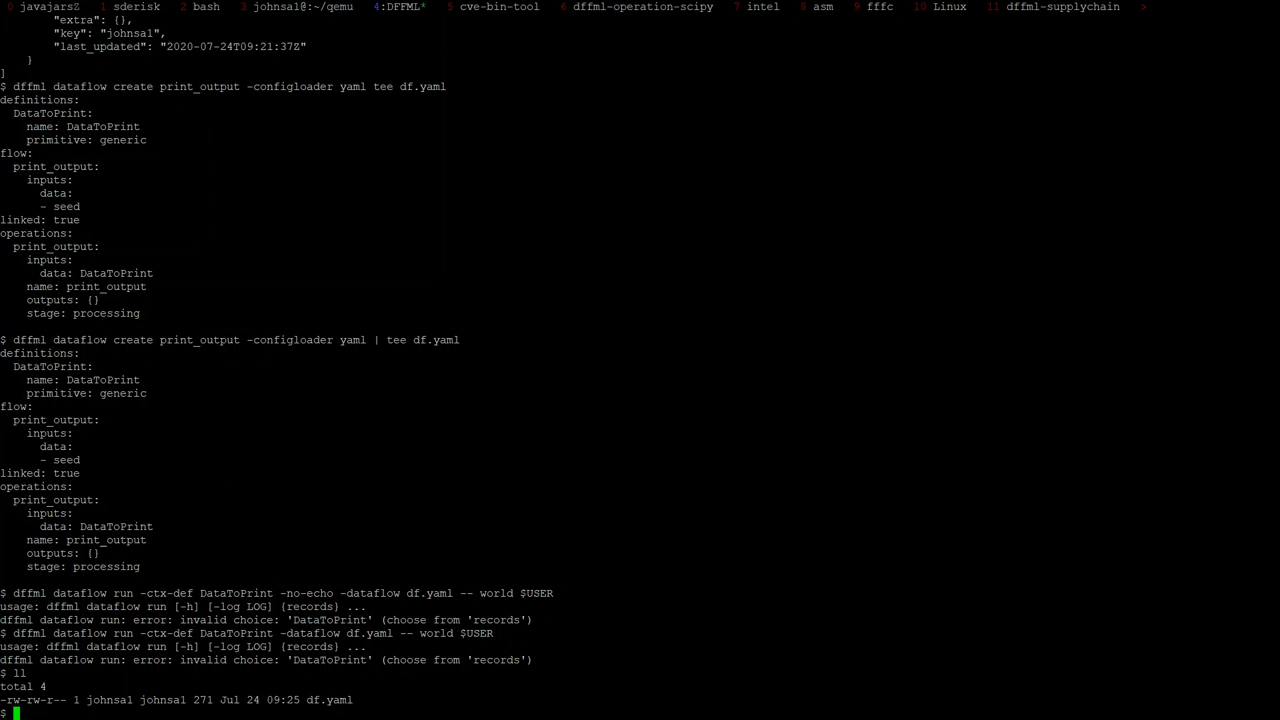 0 javajarsZ 1 sderisk 2 bash 3 johnsal@:~/qemu 4:DFFML* 5 cve-bin-tool 6 dffml-operation-scipy 7 intel 8 asm 9 fffc 10 Linux 11 dffml-supplychain >
"extra": {},
"key": "johnsa1",
"last_updated": "2020-07-24T09:21:37Z"
}
]
$ dffml dataflow create print_output -configloader yaml tee df.yaml
definitions:
DataToPrint:
name: DataToPrint
primitive: generic
flow:
print_output:
inputs:
data:
- seed
linked: true
operations:
print_output:
inputs:
data: DataToPrint
name: print_output
outputs: {}
stage: processing
$ dffml dataflow create print_output -configloader yaml | tee df.yaml
definitions:
DataToPrint:
name: DataToPrint
primitive: generic
flow:
print_output:
inputs:
data:
- seed
linked: true
operations:
print_output:
inputs:
data: DataToPrint
name: print_output
outputs: {}
stage: processing
$ dffml dataflow run -ctx-def DataToPrint -no-echo -dataflow df.yaml -- world $USER
usage: dffml dataflow run [-h] [-log LOG] {records} ...
dffml dataflow run: error: invalid choice: 'DataToPrint' (choose from 'records')
$ dffml dataflow run -ctx-def DataToPrint -dataflow df.yaml -- world $USER
usage: dffml dataflow run [-h] [-log LOG] {records} ...
dffml dataflow run: error: invalid choice: 'DataToPrint' (choose from 'records')
$ ll
total 4
-rw-rw-r-- 1 johnsa1 johnsa1 271 Jul 24 09:25 df.yaml
$